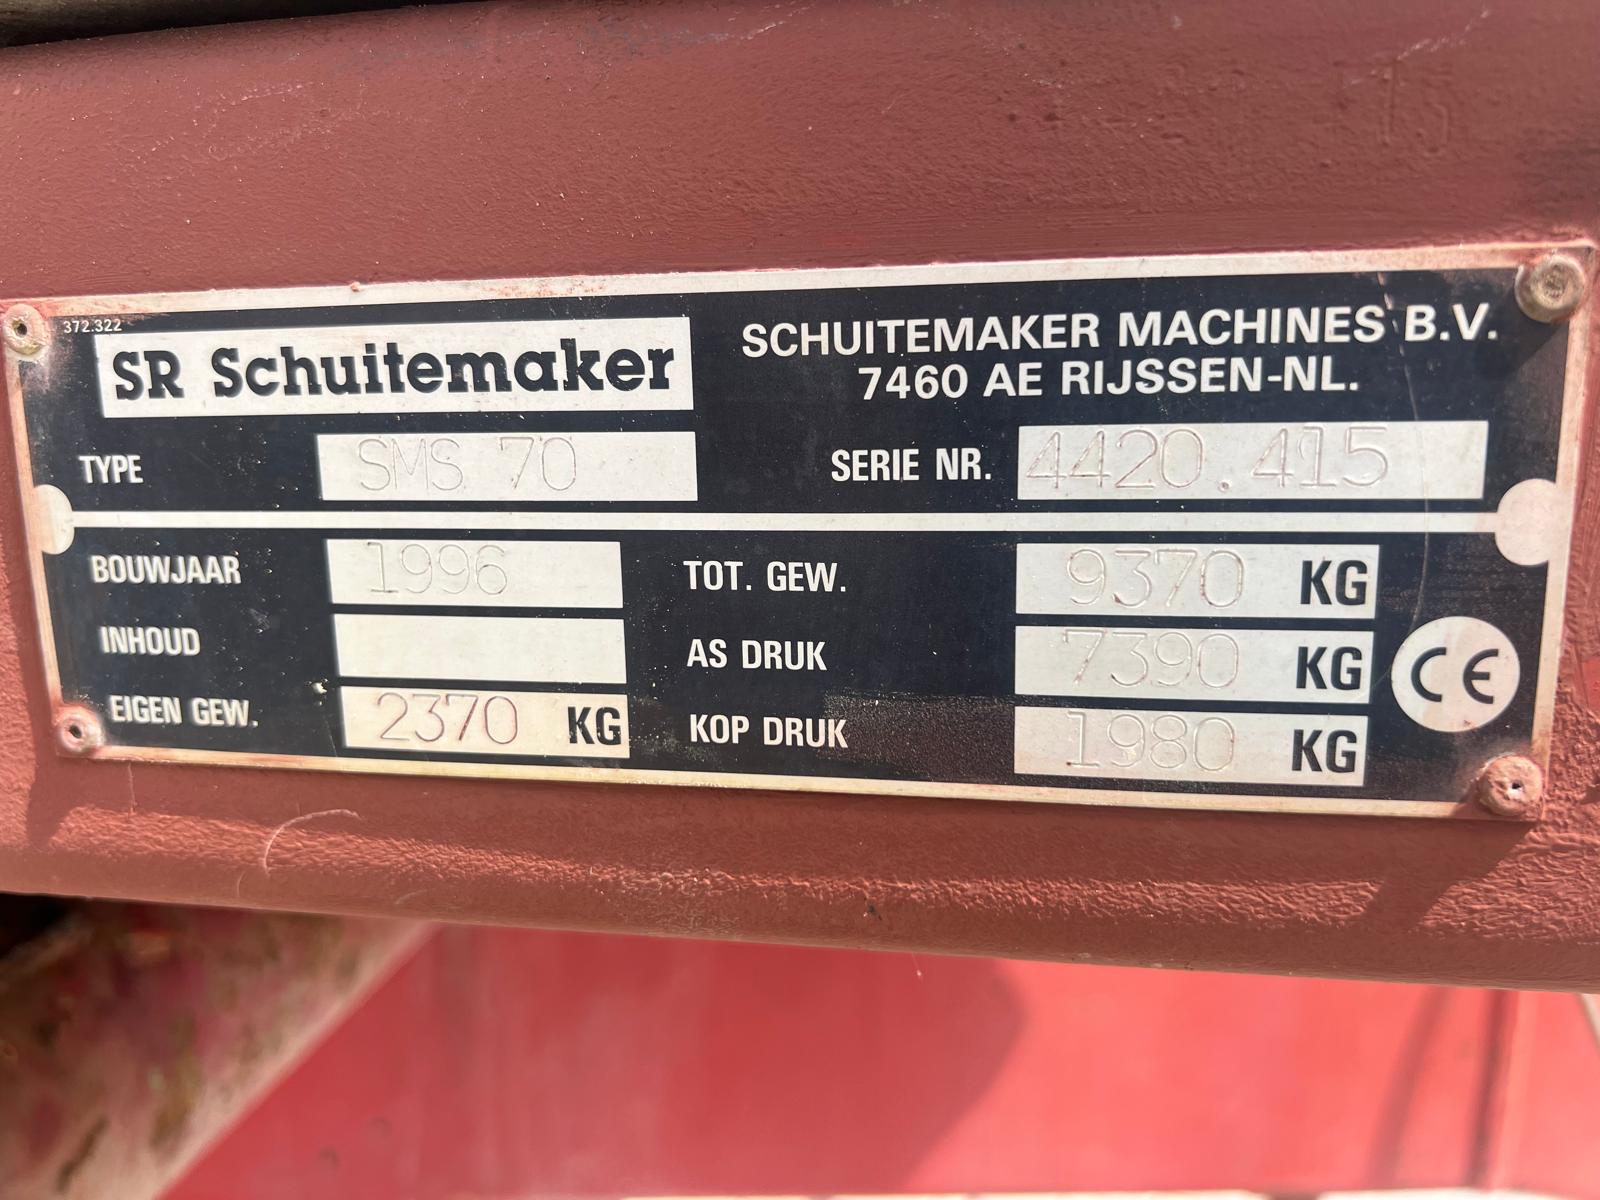 372.322
SR Schuitemaker
SCHUITEMAKER MACHINES B.V.
7460 AE RIJSSEN-NL.
TYPE SMS 70 SERIE NR. 4420.415
BOUWJAAR 1996 TOT. GEW. 9370 KG
INHOUD AS DRUK 7390 KG
EIGEN GEW. 2370 KG KOP DRUK 1980 KG
CE